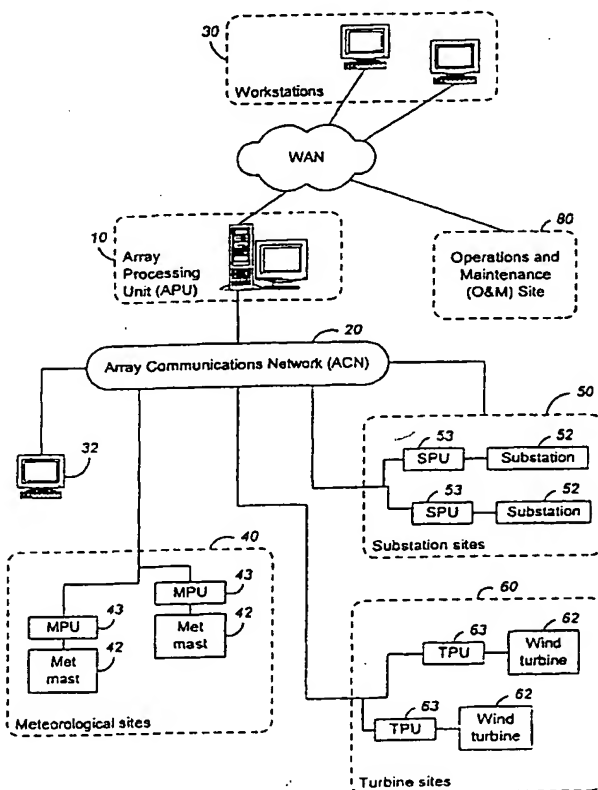 30
Workstations
WAN
10
Array
Processing
Unit (APU)
80
Operations and
Maintenance
(O&M) Site
20
Array Communications Network (ACN)
32
50
53
SPU
52
Substation
53
SPU
52
Substation
Substation sites
40
43
MPU
42
Met
mast
43
MPU
42
Met
mast
Meteorological sites
60
63
TPU
62
Wind
turbine
63
TPU
62
Wind
turbine
Turbine sites